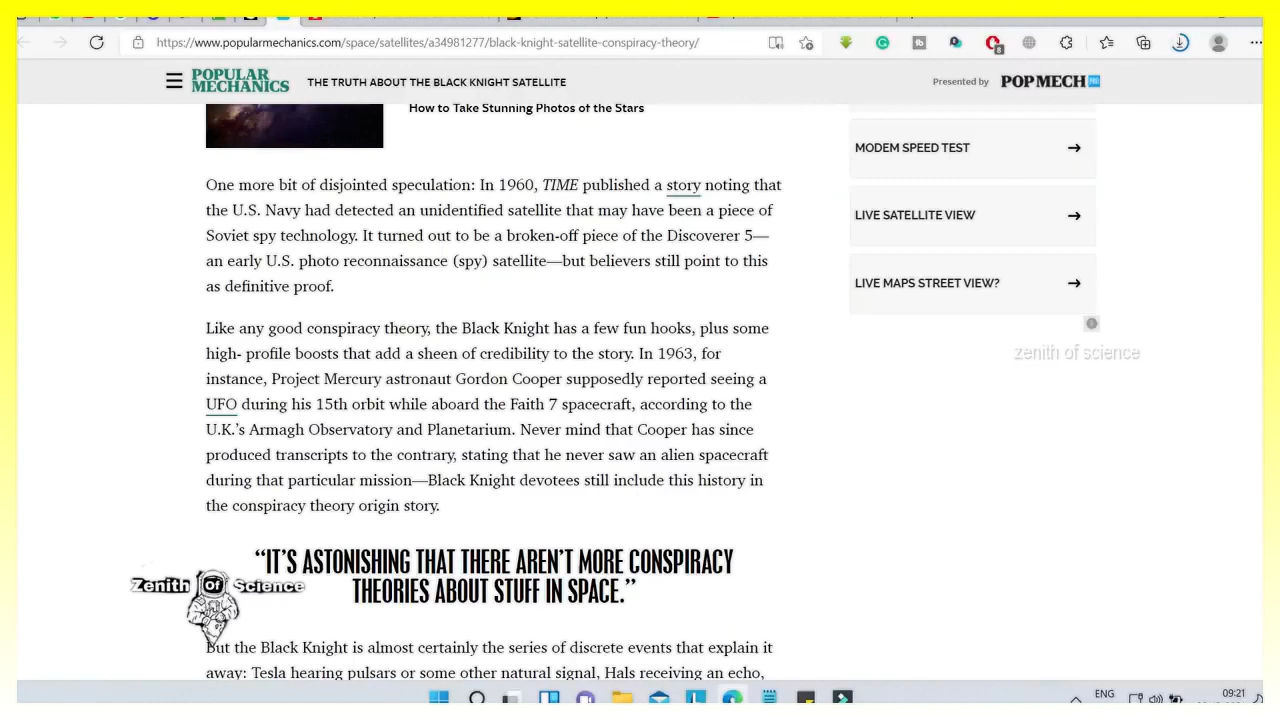 https://www.popularmechanics.com/space/satellites/a34981277/black-knight-satellite-conspiracy-theory/
8
POPULAR
MECHANICS
THE TRUTH ABOUT THE BLACK KNIGHT SATELLITE
Presented by
POP MECH
How to Take Stunning Photos of the Stars
MODEM SPEED TEST
LIVE SATELLITE VIEW
LIVE MAPS STREET VIEW?
One more bit of disjointed speculation: In 1960, TIME published a story noting that
the U.S. Navy had detected an unidentified satellite that may have been a piece of
Soviet spy technology. It turned out to be a broken-off piece of the Discoverer 5—
an early U.S. photo reconnaissance (spy) satellite—but believers still point to this
as definitive proof.
zenith of science
Like any good conspiracy theory, the Black Knight has a few fun hooks, plus some
high- profile boosts that add a sheen of credibility to the story. In 1963, for
instance, Project Mercury astronaut Gordon Cooper supposedly reported seeing a
UFO during his 15th orbit while aboard the Faith 7 spacecraft, according to the
U.K.’s Armagh Observatory and Planetarium. Never mind that Cooper has since
produced transcripts to the contrary, stating that he never saw an alien spacecraft
during that particular mission—Black Knight devotees still include this history in
the conspiracy theory origin story.
“IT’S ASTONISHING THAT THERE AREN’T MORE CONSPIRACY
THEORIES ABOUT STUFF IN SPACE.”
Zenith Of Science
But the Black Knight is almost certainly the series of discrete events that explain it
away: Tesla hearing pulsars or some other natural signal, Hals receiving an echo,
ENG
09:21